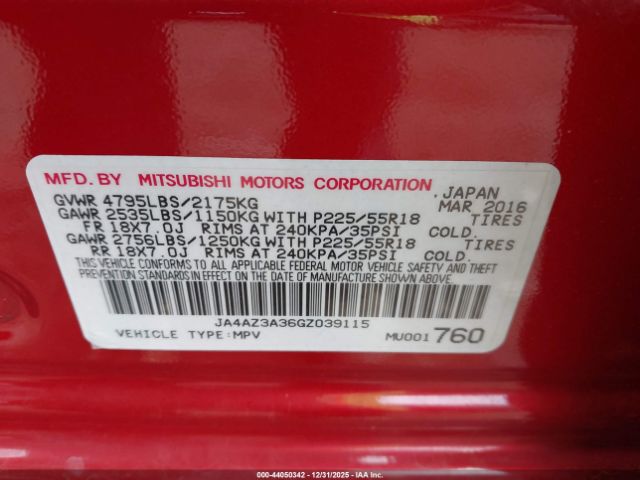 MFD. BY MITSUBISHI MOTORS CORPORATION, JAPAN
GVWR 4795LBS/2175KG MAR 2016
GAWR 2535LBS/1150KG WITH P225/55R18 TIRES
FR 18X7.0J RIMS AT 240KPA/35PSI COLD.
GAWR 2756LBS/1250KG WITH P225/55R18 TIRES
RR 18X7.0J RIMS AT 240KPA/35PSI COLD.
THIS VEHICLE CONFORMS TO ALL APPLICABLE FEDERAL MOTOR VEHICLE SAFETY AND THEFT
PREVENTION STANDARDS IN EFFECT ON THE DATE OF MANUFACTURE SHOWN ABOVE.
JA4AZ3A36GZ039115
VEHICLE TYPE:MPV MU001 760
000-44050342 - 12/31/2025 - IAA Inc.